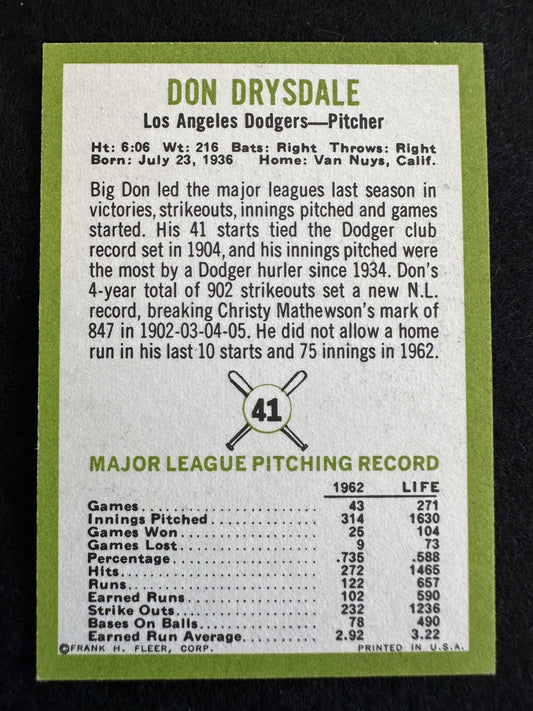 DON DRYSDALE
Los Angeles Dodgers—Pitcher
Ht: 6:06 Wt: 216 Bats: Right Throws: Right
Born: July 23, 1936 Home: Van Nuys, Calif.
Big Don led the major leagues last season in
victories, strikeouts, innings pitched and games
started. His 41 starts tied the Dodger club
record set in 1904, and his innings pitched were
the most by a Dodger hurler since 1934. Don's
4-year total of 902 strikeouts set a new N.L.
record, breaking Christy Mathewson's mark of
847 in 1902-03-04-05. He did not allow a home
run in his last 10 starts and 75 innings in 1962.
41
MAJOR LEAGUE PITCHING RECORD
1962 LIFE
Games 43 271
Innings Pitched 314 1630
Games Won 25 104
Games Lost 9 73
Percentage .735 .588
Hits 272 1465
Runs 122 657
Earned Runs 102 590
Strike Outs 232 1236
Bases On Balls 78 490
Earned Run Average 2.92 3.22
©FRANK H. FLEER, CORP. PRINTED IN U.S.A.